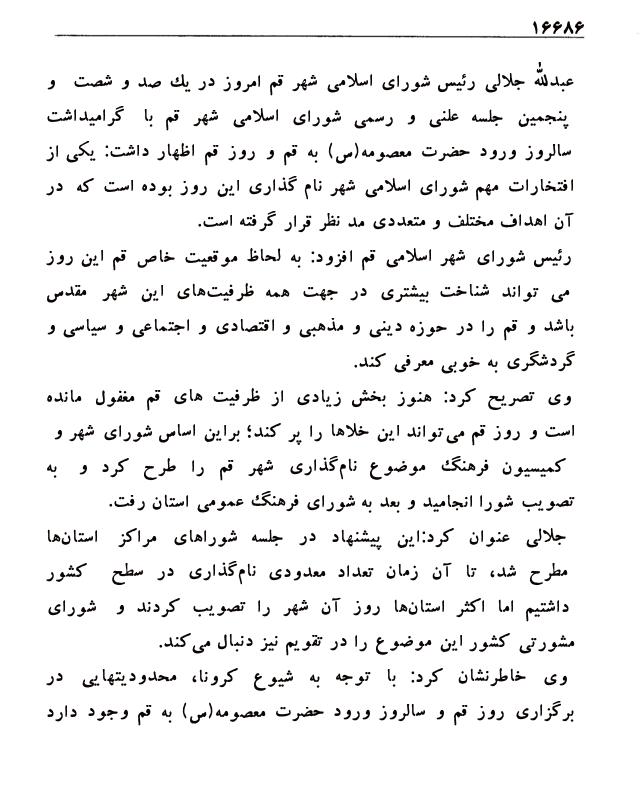 ۱۶۶۸۶
عبدالله جلالی رئیس شورای اسلامی شهر قم امروز در یك صد و شصت و
پنجمین جلسه علنی و رسمی شورای اسلامی شهر قم با گرامیداشت
سالروز ورود حضرت معصومه(س) به قم و روز قم اظهار داشت: یکی از
افتخارات مهم شورای اسلامی شهر نام گذاری این روز بوده است که در
آن اهداف مختلف و متعددی مد نظر قرار گرفته است.
رئیس شورای شهر اسلامی قم افزود: به لحاظ موقعیت خاص قم این روز
می تواند شناخت بیشتری در جهت همه ظرفیت‌های این شهر مقدس
باشد و قم را در حوزه دینی و مذهبی و اقتصادی و اجتماعی و سیاسی و
گردشگری به خوبی معرفی کند.
وی تصریح کرد: هنوز بخش زیادی از ظرفیت های قم مغفول مانده
است و روز قم می‌تواند این خلاها را پر کند؛ براین اساس شورای شهر و
کمیسیون فرهنگ موضوع نام‌گذاری شهر قم را طرح کرد و به
تصویب شورا انجامید و بعد به شورای فرهنگ عمومی استان رفت.
جلالی عنوان کرد:این پیشنهاد در جلسه شوراهای مراکز استان‌ها
مطرح شد، تا آن زمان تعداد معدودی نام‌گذاری در سطح کشور
داشتیم اما اکثر استان‌ها روز آن شهر را تصویب کردند و شورای
مشورتی کشور این موضوع را در تقویم نیز دنبال می‌کند.
وی خاطرنشان کرد: با توجه به شیوع کرونا، محدودیتهایی در
برگزاری روز قم و سالروز ورود حضرت معصومه(س) به قم وجود دارد